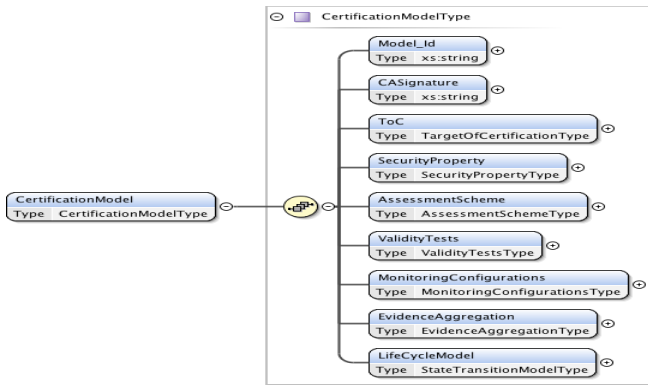 CertificationModelType
Model_Id
Type xs:string
CASignature
Type xs:string
ToC
Type TargetOfCertificationType
SecurityProperty
Type SecurityPropertyType
CertificationModel
Type CertificationModelType
AssessmentScheme
Type AssessmentSchemeType
ValidityTests
Type ValidityTestsType
MonitoringConfigurations
Type MonitoringConfigurationsType
EvidenceAggregation
Type EvidenceAggregationType
LifeCycleModel
Type StateTransitionModelType